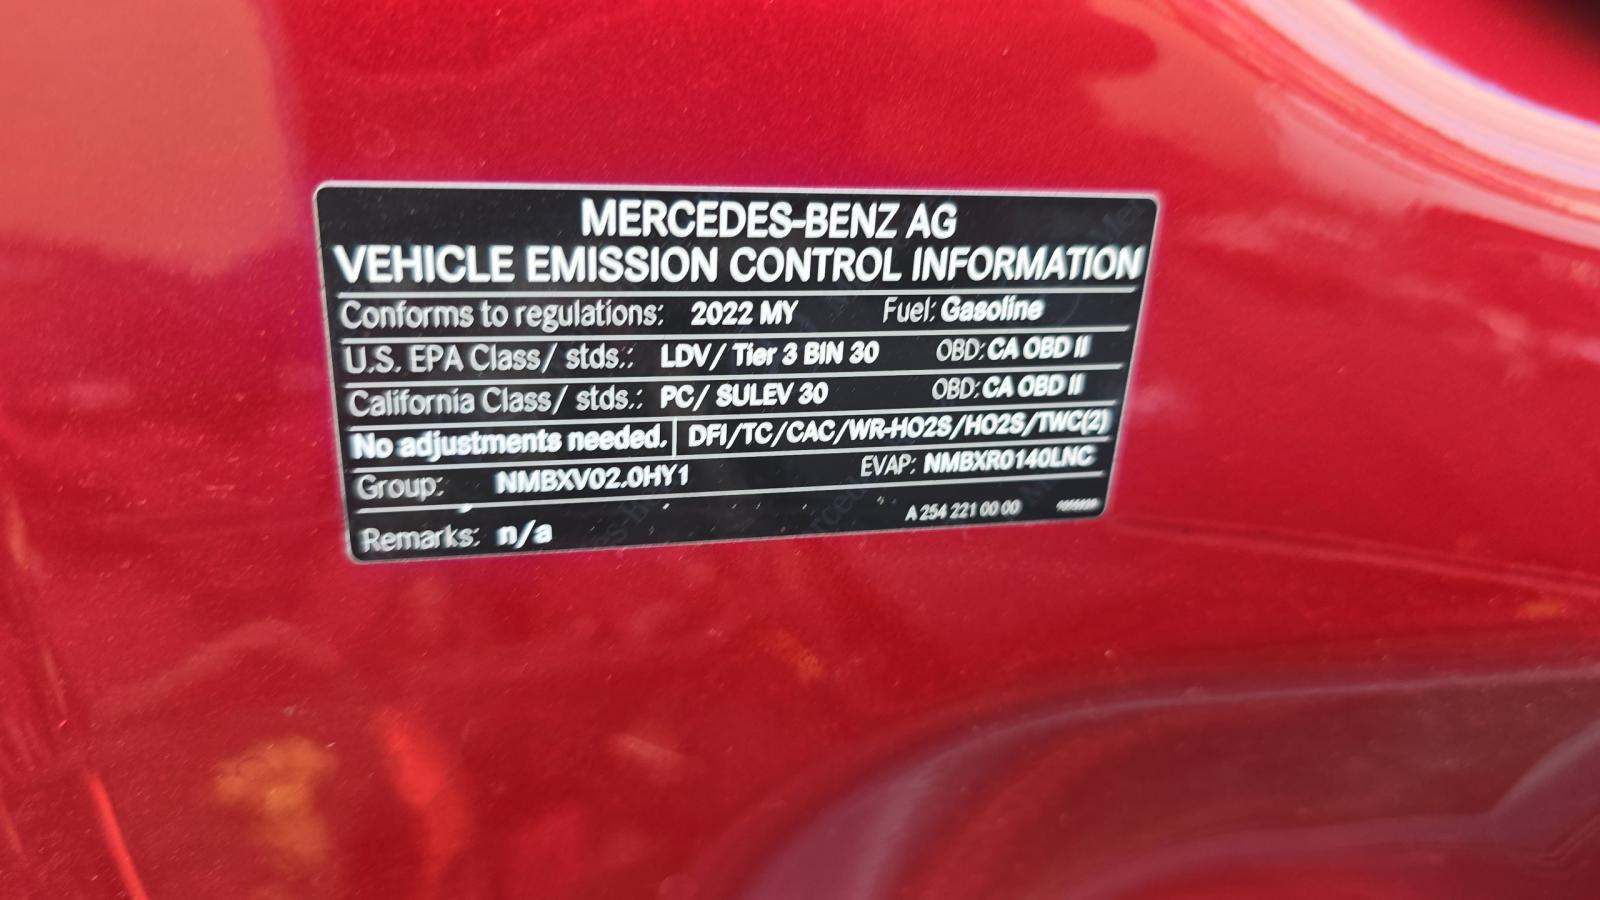 MERCEDES-BENZ AG
VEHICLE EMISSION CONTROL INFORMATION
Conforms to regulations: 2022 MY Fuel: Gasoline
U.S. EPA Class/ stds.: LDV/ Tier 3 BIN 30 OBD: CA OBD II
California Class/ stds.: PC/ SULEV 30 OBD: CA OBD II
No adjustments needed. DFI/TC/CAC/WR-HO2S/HO2S/TWC(2)
Group: NMBXV02.0HY1 EVAP: NMBXR0140LNC
Remarks: n/a A 254 221 00 00